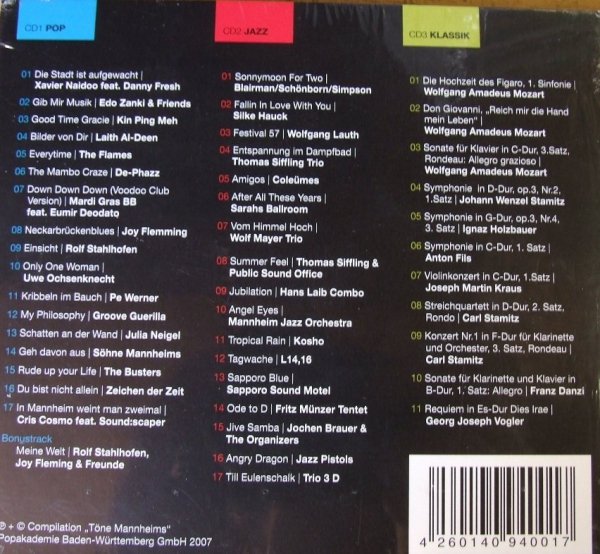 CD1 POP
01 Die Stadt ist aufgewacht |
Xavier Naidoo feat. Danny Fresh
02 Gib Mir Musik | Edo Zanki & Friends
03 Good Time Gracie | Kin Ping Meh
04 Bilder von Dir | Laith Al-Deen
05 Everytime | The Flames
06 The Mambo Craze | De-Phazz
07 Down Down Down (Voodoo Club
Version) | Mardi Gras BB
feat. Eumir Deodato
08 Neckarbrückenblues | Joy Flemming
09 Einsicht | Rolf Stahlhofen
10 Only One Woman |
Uwe Ochsenknecht
11 Kribbeln im Bauch | Pe Werner
12 My Philosophy | Groove Guerilla
13 Schatten an der Wand | Julia Neigel
14 Geh davon aus | Söhne Mannheims
15 Rude up your Life | The Busters
16 Du bist nicht allein | Zeichen der Zeit
17 In Mannheim weint man zweimal |
Cris Cosmo feat. Sound:scaper
Bonustrack
Meine Welt | Rolf Stahlhofen,
Joy Fleming & Freunde
℗ + © Compilation „Töne Mannheims"
Popakademie Baden-Württemberg GmbH 2007
CD2 JAZZ
01 Sonnymoon For Two |
Blairman/Schönborn/Simpson
02 Fallin In Love With You |
Silke Hauck
03 Festival 57 | Wolfgang Lauth
04 Entspannung im Dampfbad |
Thomas Siffling Trio
05 Amigos | Coleümes
06 After All These Years |
Sarahs Ballroom
07 Vom Himmel Hoch |
Wolf Mayer Trio
08 Summer Feel | Thomas Siffling &
Public Sound Office
09 Jubilation | Hans Laib Combo
10 Angel Eyes |
Mannheim Jazz Orchestra
11 Tropical Rain | Kosho
12 Tagwache | L14,16
13 Sapporo Blue |
Sapporo Sound Motel
14 Ode to D | Fritz Münzer Tentet
15 Jive Samba | Jochen Brauer &
The Organizers
16 Angry Dragon | Jazz Pistols
17 Till Eulenschalk | Trio 3 D
CD3 KLASSIK
01 Die Hochzeit des Figaro, 1. Sinfonie |
Wolfgang Amadeus Mozart
02 Don Giovanni, „Reich mir die Hand
mein Leben" |
Wolfgang Amadeus Mozart
03 Sonate für Klavier in C-Dur, 3.Satz,
Rondeau: Allegro grazioso |
Wolfgang Amadeus Mozart
04 Symphonie in D-Dur, op.3, Nr.2,
1.Satz | Johann Wenzel Stamitz
05 Symphonie in G-Dur, op.3, Nr.4,
3. Satz | Ignaz Holzbauer
06 Symphonie in C-Dur, 1. Satz |
Anton Fils
07 Violinkonzert in C-Dur, 1.Satz |
Joseph Martin Kraus
08 Streichquartett in D-Dur, 2. Satz,
Rondo | Carl Stamitz
09 Konzert Nr.1 in F-Dur für Klarinette
und Orchester, 3. Satz, Rondeau |
Carl Stamitz
10 Sonate für Klarinette und Klavier in
B-Dur, 1. Satz: Allegro | Franz Danzi
11 Requiem in Es-Dur Dies Irae |
Georg Joseph Vogler
4 260140 940017